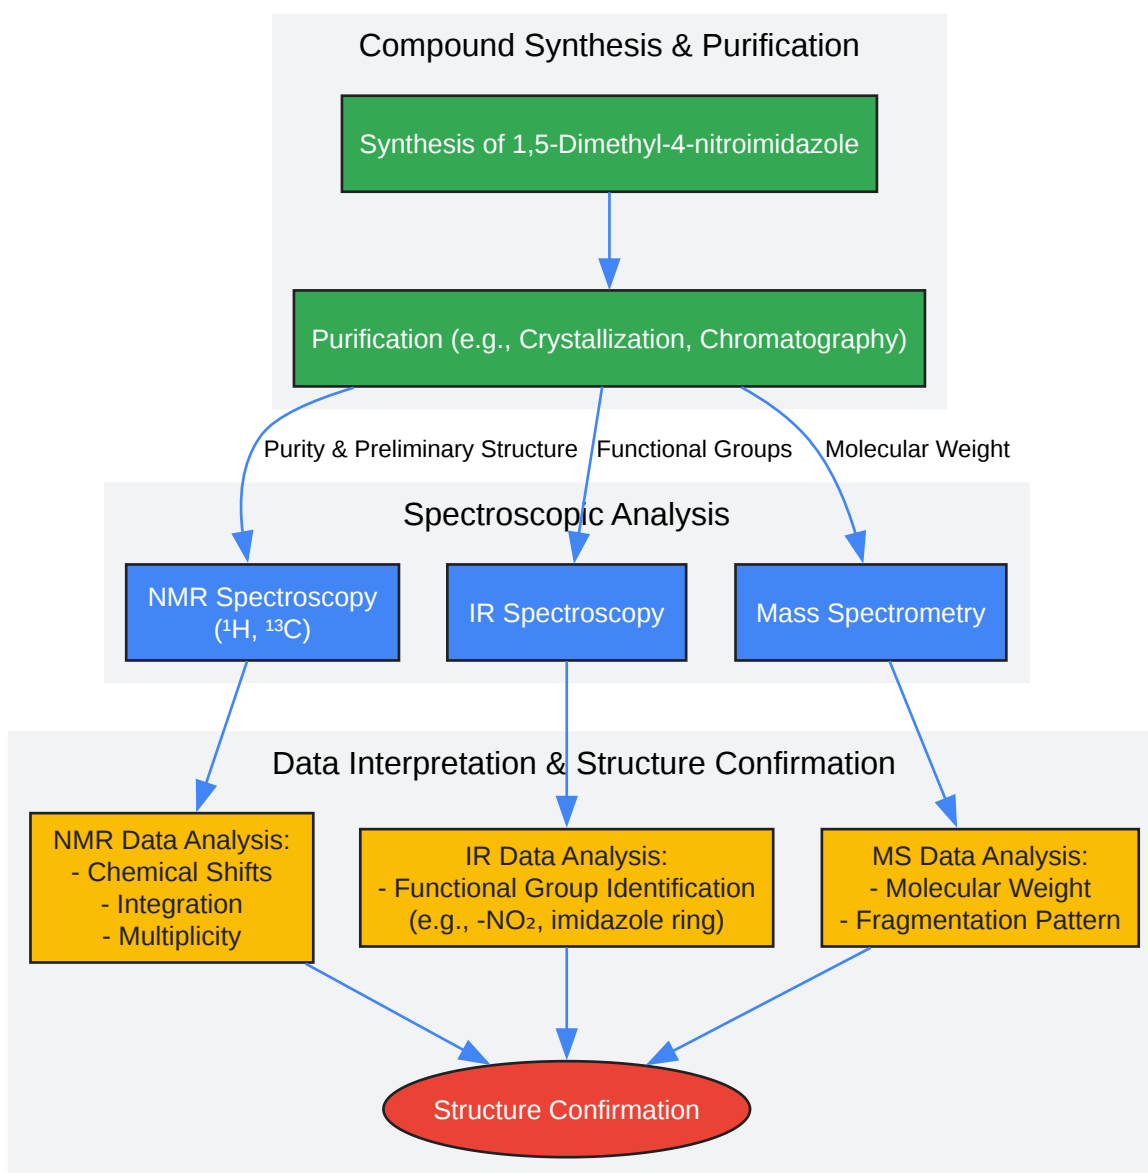 Compound Synthesis & Purification
Synthesis of 1,5-Dimethyl-4-nitroimidazole
Purification (e.g., Crystallization, Chromatography)
Purity & Preliminary Structure
Functional Groups
Molecular Weight
Spectroscopic Analysis
NMR Spectroscopy
(¹H, ¹³C)
IR Spectroscopy
Mass Spectrometry
Data Interpretation & Structure Confirmation
NMR Data Analysis:
- Chemical Shifts
- Integration
- Multiplicity
IR Data Analysis:
- Functional Group Identification
(e.g., -NO₂, imidazole ring)
MS Data Analysis:
- Molecular Weight
- Fragmentation Pattern
Structure Confirmation